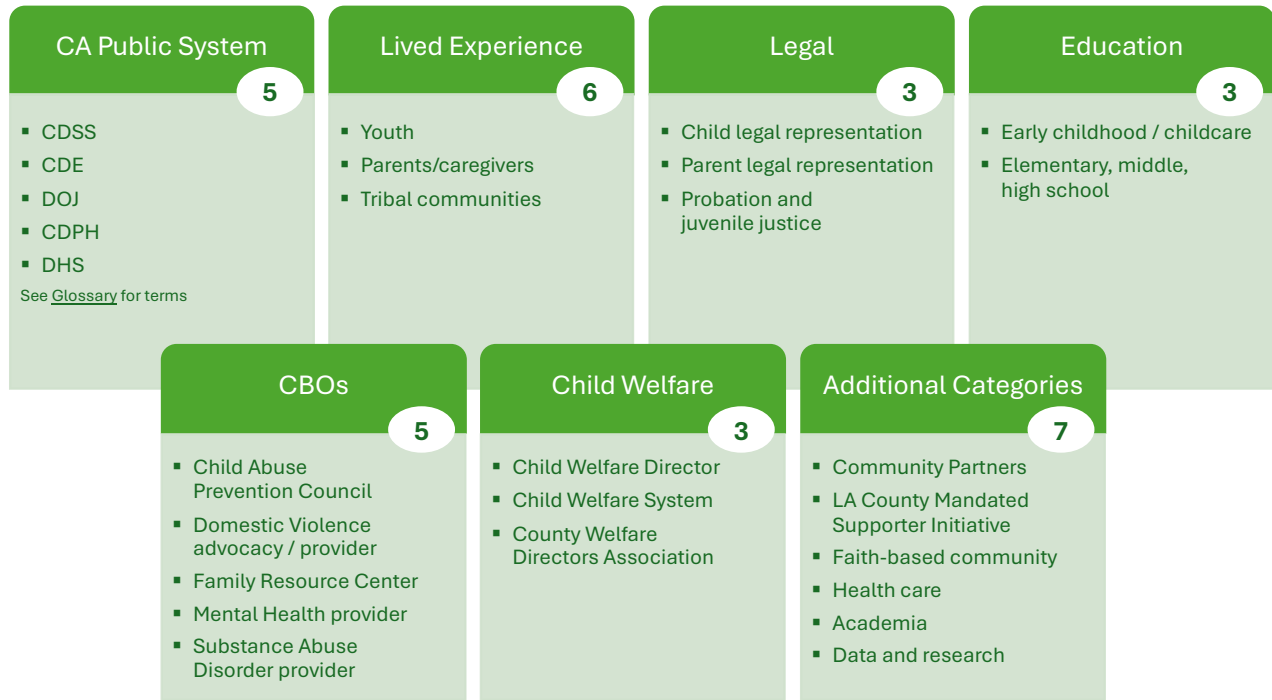 CA Public System
5
CDSS
CDE
DOJ
CDPH
DHS
See Glossary for terms
Lived Experience
6
Youth
Parents/caregivers
Tribal communities
Legal
3
Child legal representation
Parent legal representation
Probation and
juvenile justice
Education
3
Early childhood / childcare
Elementary, middle,
high school
CBOs
5
Child Abuse
Prevention Council
Domestic Violence
advocacy / provider
Family Resource Center
Mental Health provider
Substance Abuse
Disorder provider
Child Welfare
3
Child Welfare Director
Child Welfare System
County Welfare
Directors Association
Additional Categories
7
Community Partners
LA County Mandated
Supporter Initiative
Faith-based community
Health care
Academia
Data and research